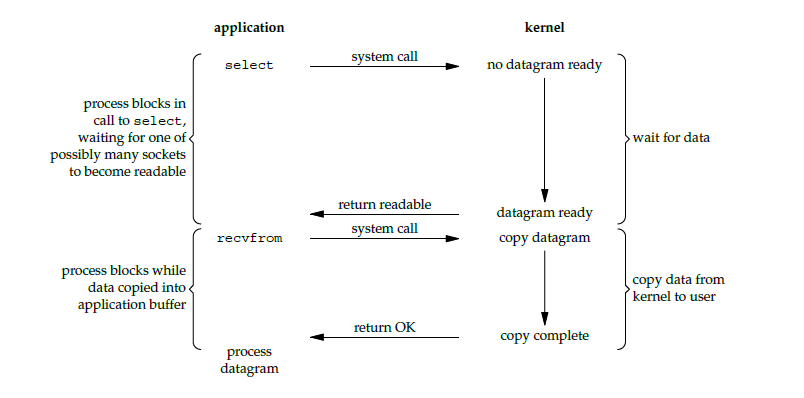 application
kernel
select
system call
no datagram ready
process blocks in
call to select,
waiting for one of
possibly many sockets
to become readable
wait for data
return readable
datagram ready
recvfrom
system call
copy datagram
process blocks while
data copied into
application buffer
copy data from
kernel to user
return OK
copy complete
process
datagram